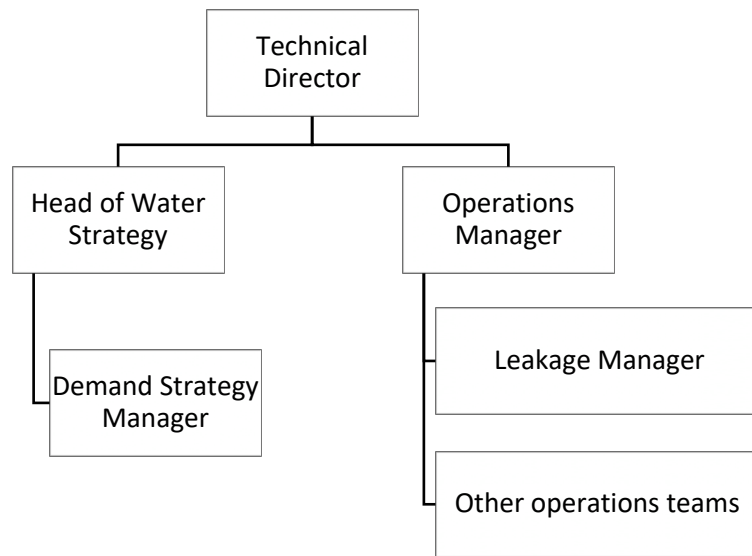 Technical
Director
Head of Water
Strategy
Operations
Manager
Demand Strategy
Manager
Leakage Manager
Other operations teams